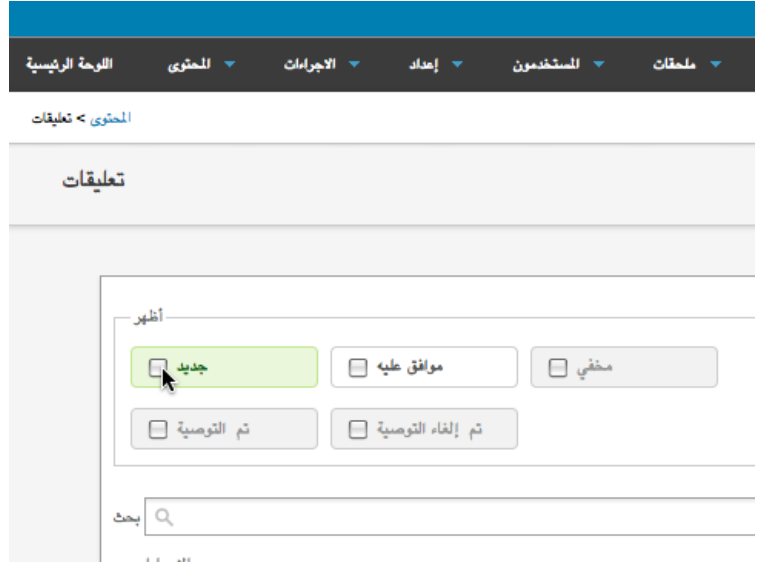 اللوحة الرئيسية المحتوى الاجراءات إعداد المستخدمون ملحقات
المحتوى > تعليقات
تعليقات
أظهر
جديد موافق عليه مخفي
تم التوصية تم إلغاء التوصية
بحث